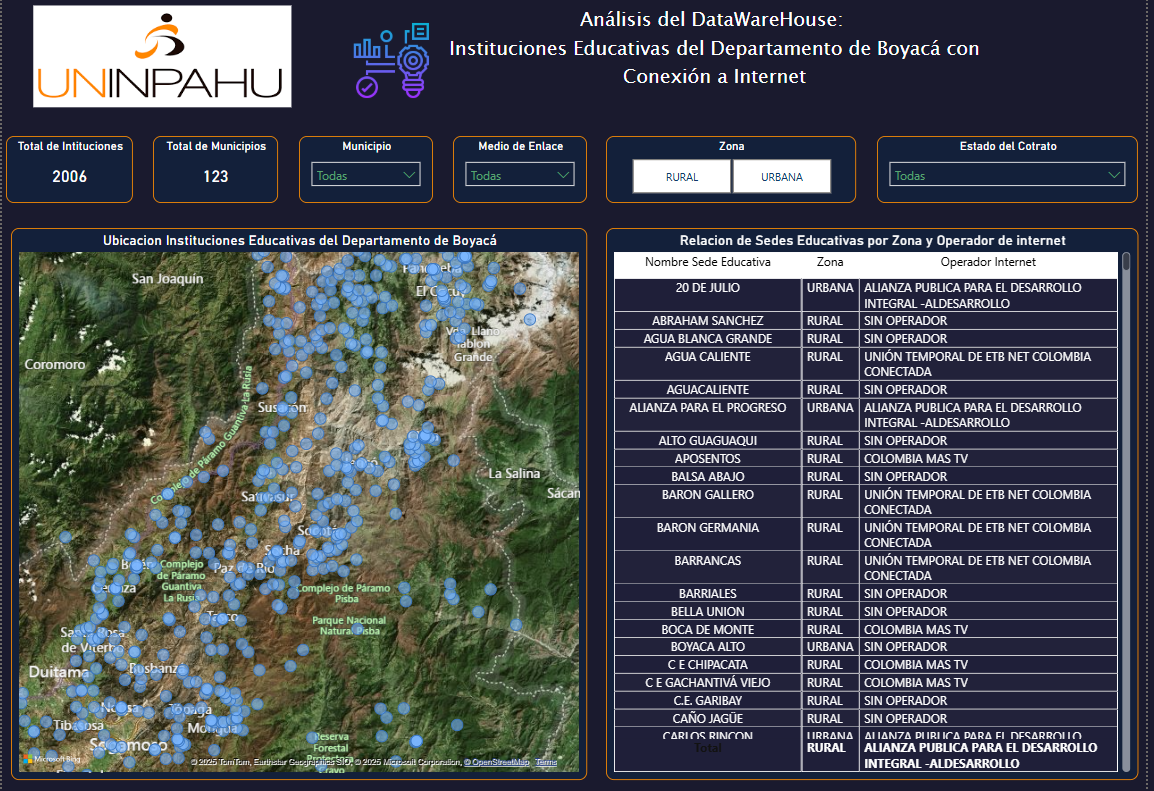 UNINPAHU
Análisis del DataWareHouse:
Instituciones Educativas del Departamento de Boyacá con
Conexión a Internet
Total de Intituciones
2006
Total de Municipios
123
Municipio
Todas
Medio de Enlace
Todas
Zona
RURAL
URBANA
Estado del Cotrato
Todas
Ubicacion Instituciones Educativas del Departamento de Boyacá
San Joaquín
El Cocuy
Llano
Grande
Coromoro
Complejo de Páramo Guantiva La Rusia
La Salina
Sácam
Sativasur
Socotá
Socha
Paz de Río
Complejo
de Páramo
Guantiva
La Rusia
Complejo de Páramo
Pisba
Parque Nacional
Natural Pisba
Tasco
Santa Rosa
de Viterbo
Duitama
Busbanzá
Tópaga
Tibasosa
Sogamoso
Reserva
Forestal
Microsoft Bing
© 2025 TomTom, Earthstar Geographics SIO, © 2025 Microsoft Corporation, © OpenStreetMap Terms
Relacion de Sedes Educativas por Zona y Operador de internet
Nombre Sede Educativa Zona Operador Internet
20 DE JULIO URBANA ALIANZA PUBLICA PARA EL DESARROLLO
INTEGRAL -ALDESARROLLO
ABRAHAM SANCHEZ RURAL SIN OPERADOR
AGUA BLANCA GRANDE RURAL SIN OPERADOR
AGUA CALIENTE RURAL UNIÓN TEMPORAL DE ETB NET COLOMBIA
CONECTADA
AGUACALIENTE RURAL SIN OPERADOR
ALIANZA PARA EL PROGRESO URBANA ALIANZA PUBLICA PARA EL DESARROLLO
INTEGRAL -ALDESARROLLO
ALTO GUAGUAQUI RURAL SIN OPERADOR
APOSENTOS RURAL COLOMBIA MAS TV
BALSA ABAJO RURAL SIN OPERADOR
BARON GALLERO RURAL UNIÓN TEMPORAL DE ETB NET COLOMBIA
CONECTADA
BARON GERMANIA RURAL UNIÓN TEMPORAL DE ETB NET COLOMBIA
CONECTADA
BARRANCAS RURAL UNIÓN TEMPORAL DE ETB NET COLOMBIA
CONECTADA
BARRIALES RURAL SIN OPERADOR
BELLA UNION RURAL SIN OPERADOR
BOCA DE MONTE RURAL COLOMBIA MAS TV
BOYACA ALTO URBANA SIN OPERADOR
C E CHIPACATA RURAL COLOMBIA MAS TV
C E GACHANTIVÁ VIEJO RURAL COLOMBIA MAS TV
C.E. GARIBAY RURAL SIN OPERADOR
CAÑO JAGÜE RURAL SIN OPERADOR
CARLOS RINCON URBANA ALIANZA PUBLICA PARA EL DESARROLLO
Total RURAL ALIANZA PUBLICA PARA EL DESARROLLO
INTEGRAL -ALDESARROLLO